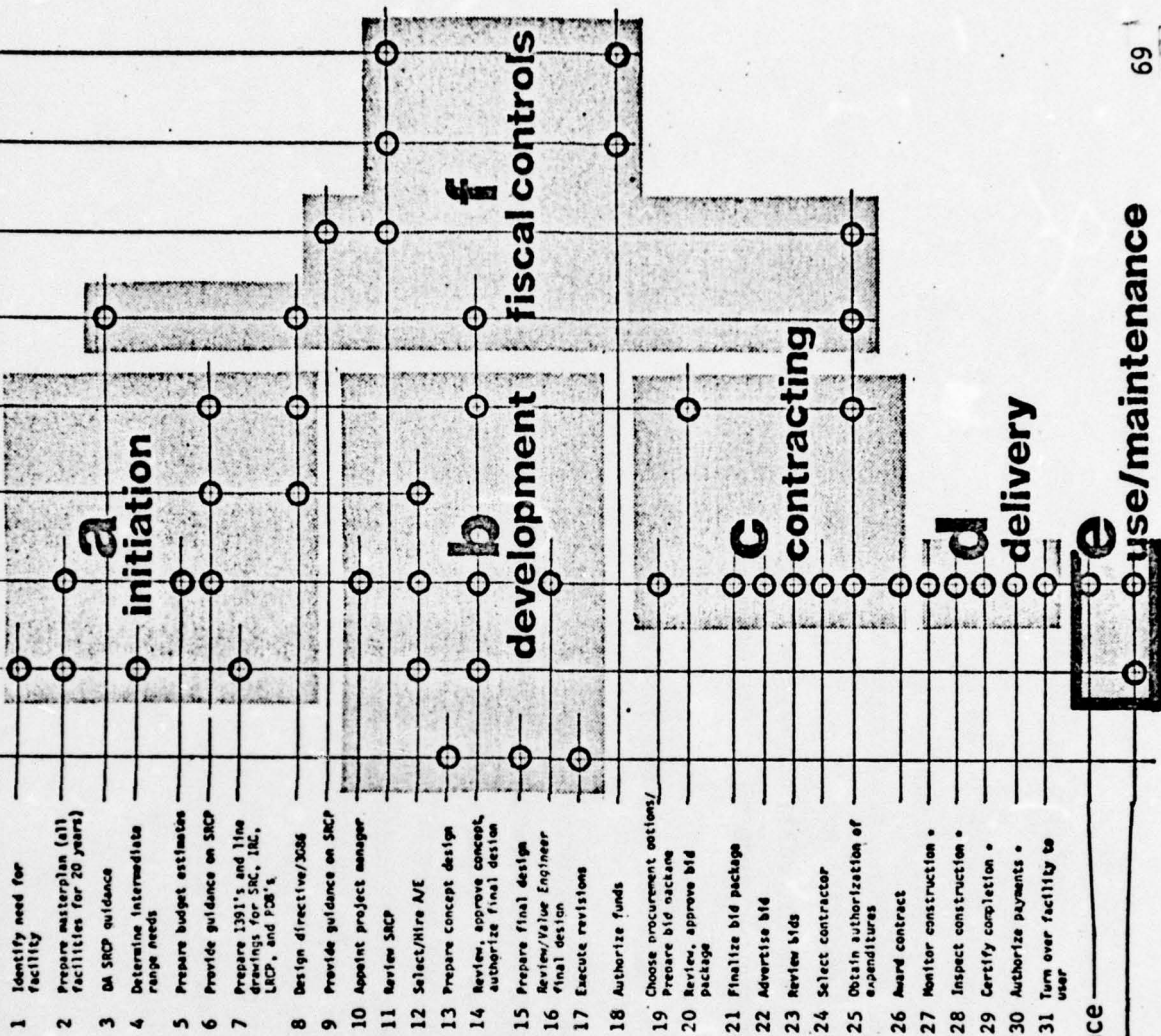 1 Identify need for
facility
2 Prepare masterplan (all
facilities for 20 years)
3 DA SRCP guidance
4 Determine intermediate
range needs
5 Prepare budget estimates
6 Provide guidance on SRCP
7 Prepare 1391's and line
drawings for SRC, IRC,
LRCP, and PDB's
8 Design directive/3086
9 Provide guidance on SRCP
10 Appoint project manager
11 Review SRCP
12 Select/Hire A/E
13 Prepare concept design
14 Review, approve concept,
authorize final design
15 Prepare final design
16 Review/Value Engineer
final design
17 Execute revisions
18 Authorize funds
19 Choose procurement options/
Prepare bid package
20 Review, approve bid
package
21 Finalize bid package
22 Advertise bid
23 Review bids
24 Select contractor
25 Obtain authorization of
expenditures
26 Award contract
27 Monitor construction •
28 Inspect construction •
29 Certify completion •
30 Authorize payments •
31 Turn over facility to
user
ce
a
initiation
b
development
c
contracting
d
delivery
e
use/maintenance
f
fiscal controls
69